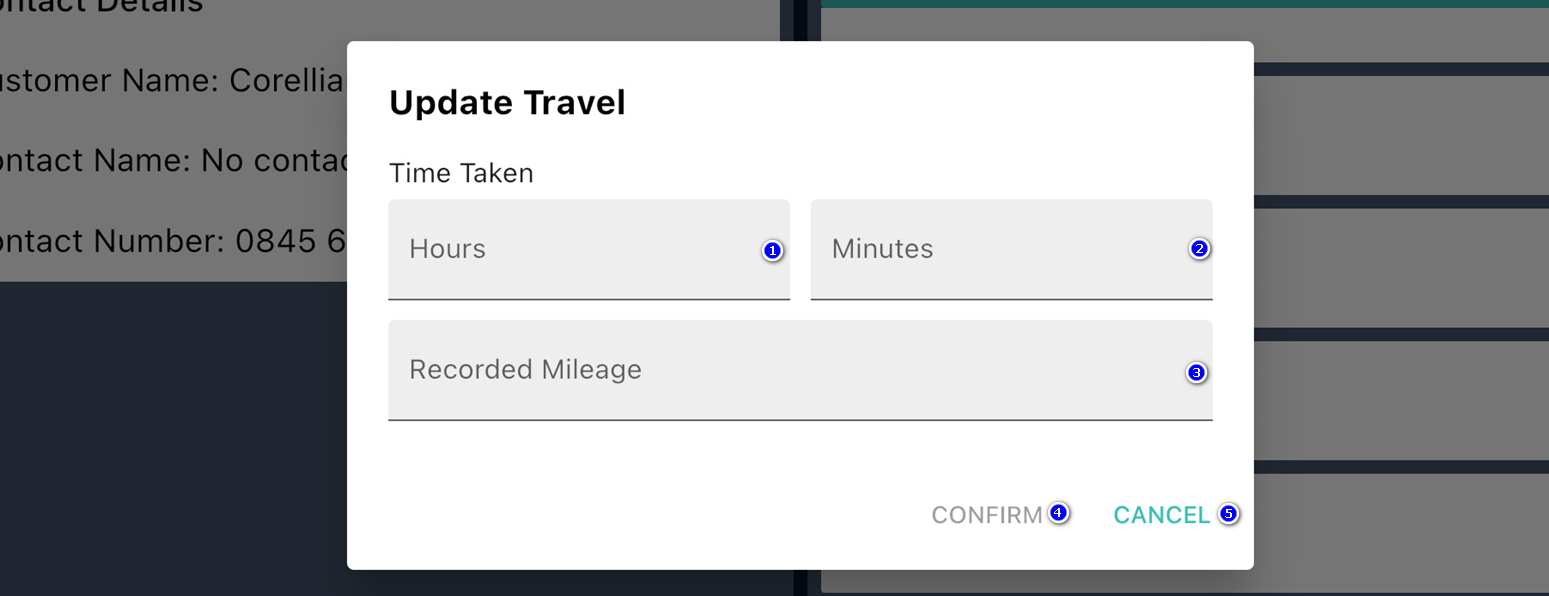 ontact Details
ustomer Name: Corellia
ontact Name: No contac
ontact Number: 0845 6
Update Travel
Time Taken
Hours 1
Minutes 2
Recorded Mileage 3
CONFIRM 4
CANCEL 5